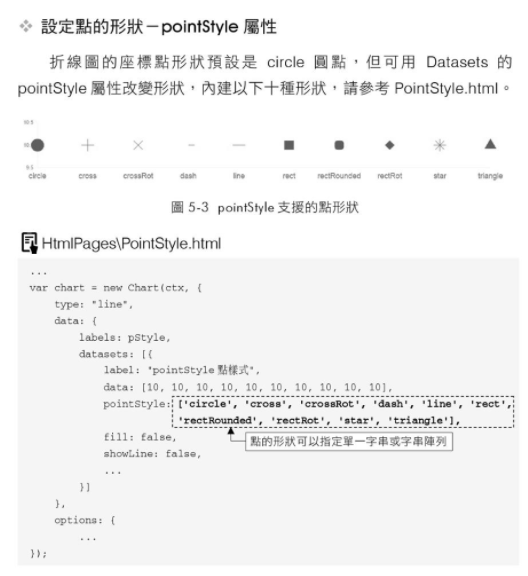 ❖ 設定點的形狀－pointStyle 屬性
折線圖的座標點形狀預設是 circle 圓點，但可用 Datasets 的
pointStyle 屬性改變形狀，內建以下十種形狀，請參考 PointStyle.html。
10.5
10
9.5
circle cross crossRot dash line rect rectRounded rectRot star triangle
圖 5-3 pointStyle 支援的點形狀
HtmlPages\PointStyle.html
...
var chart = new Chart(ctx, {
type: "line",
data: {
labels: pStyle,
datasets: [{
label: "pointStyle 點樣式",
data: [10, 10, 10, 10, 10, 10, 10, 10, 10, 10],
pointStyle: ['circle', 'cross', 'crossRot', 'dash', 'line', 'rect',
'rectRounded', 'rectRot', 'star', 'triangle'],
fill: false,
點的形狀可以指定單一字串或字串陣列
showLine: false,
...
}]
},
options: {
...
});